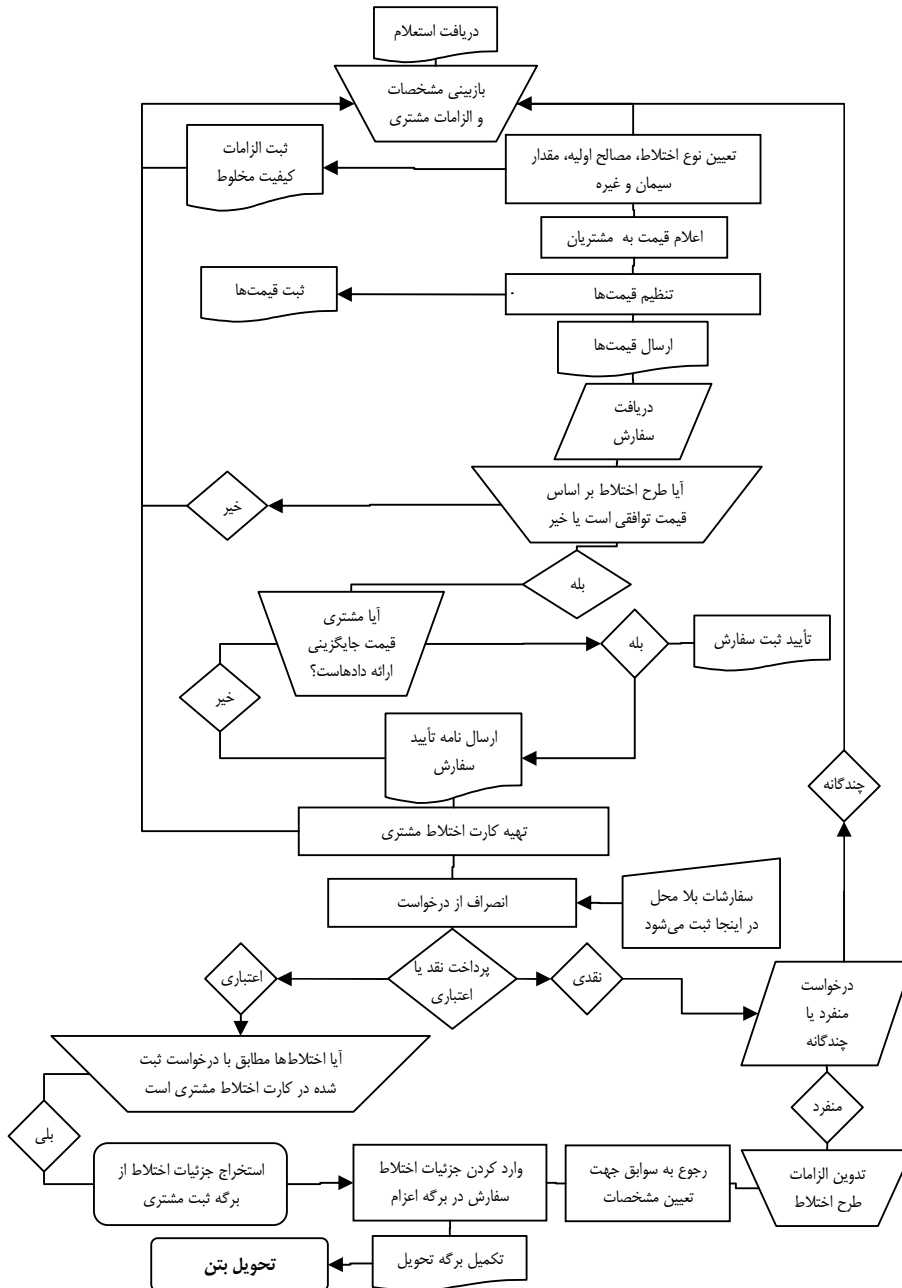 دریافت استعلام
بازبینی مشخصات
و الزامات مشتری
تعیین نوع اختلاط، مصالح اولیه، مقدار
سیمان و غیره
ثبت الزامات
کیفیت مخلوط
اعلام قیمت به مشتریان
تنظیم قیمت‌ها
ثبت قیمت‌ها
ارسال قیمت‌ها
دریافت
سفارش
آیا طرح اختلاط بر اساس
قیمت توافقی است یا خیر
خیر
بله
آیا مشتری
قیمت جایگزینی
ارائه دادهاست؟
بله
تأیید ثبت سفارش
خیر
ارسال نامه تأیید
سفارش
چندگانه
تهیه کارت اختلاط مشتری
انصراف از درخواست
سفارشات بلا محل
در اینجا ثبت می‌شود
پرداخت نقد یا
اعتباری
نقدی
اعتباری
درخواست
منفرد یا
چندگانه
آیا اختلاط‌ها مطابق با درخواست ثبت
شده در کارت اختلاط مشتری است
منفرد
بلی
استخراج جزئیات اختلاط از
برگه ثبت مشتری
وارد کردن جزئیات اختلاط
سفارش در برگه اعزام
رجوع به سوابق جهت
تعیین مشخصات
تدوین الزامات
طرح اختلاط
تکمیل برگه تحویل
تحویل بتن